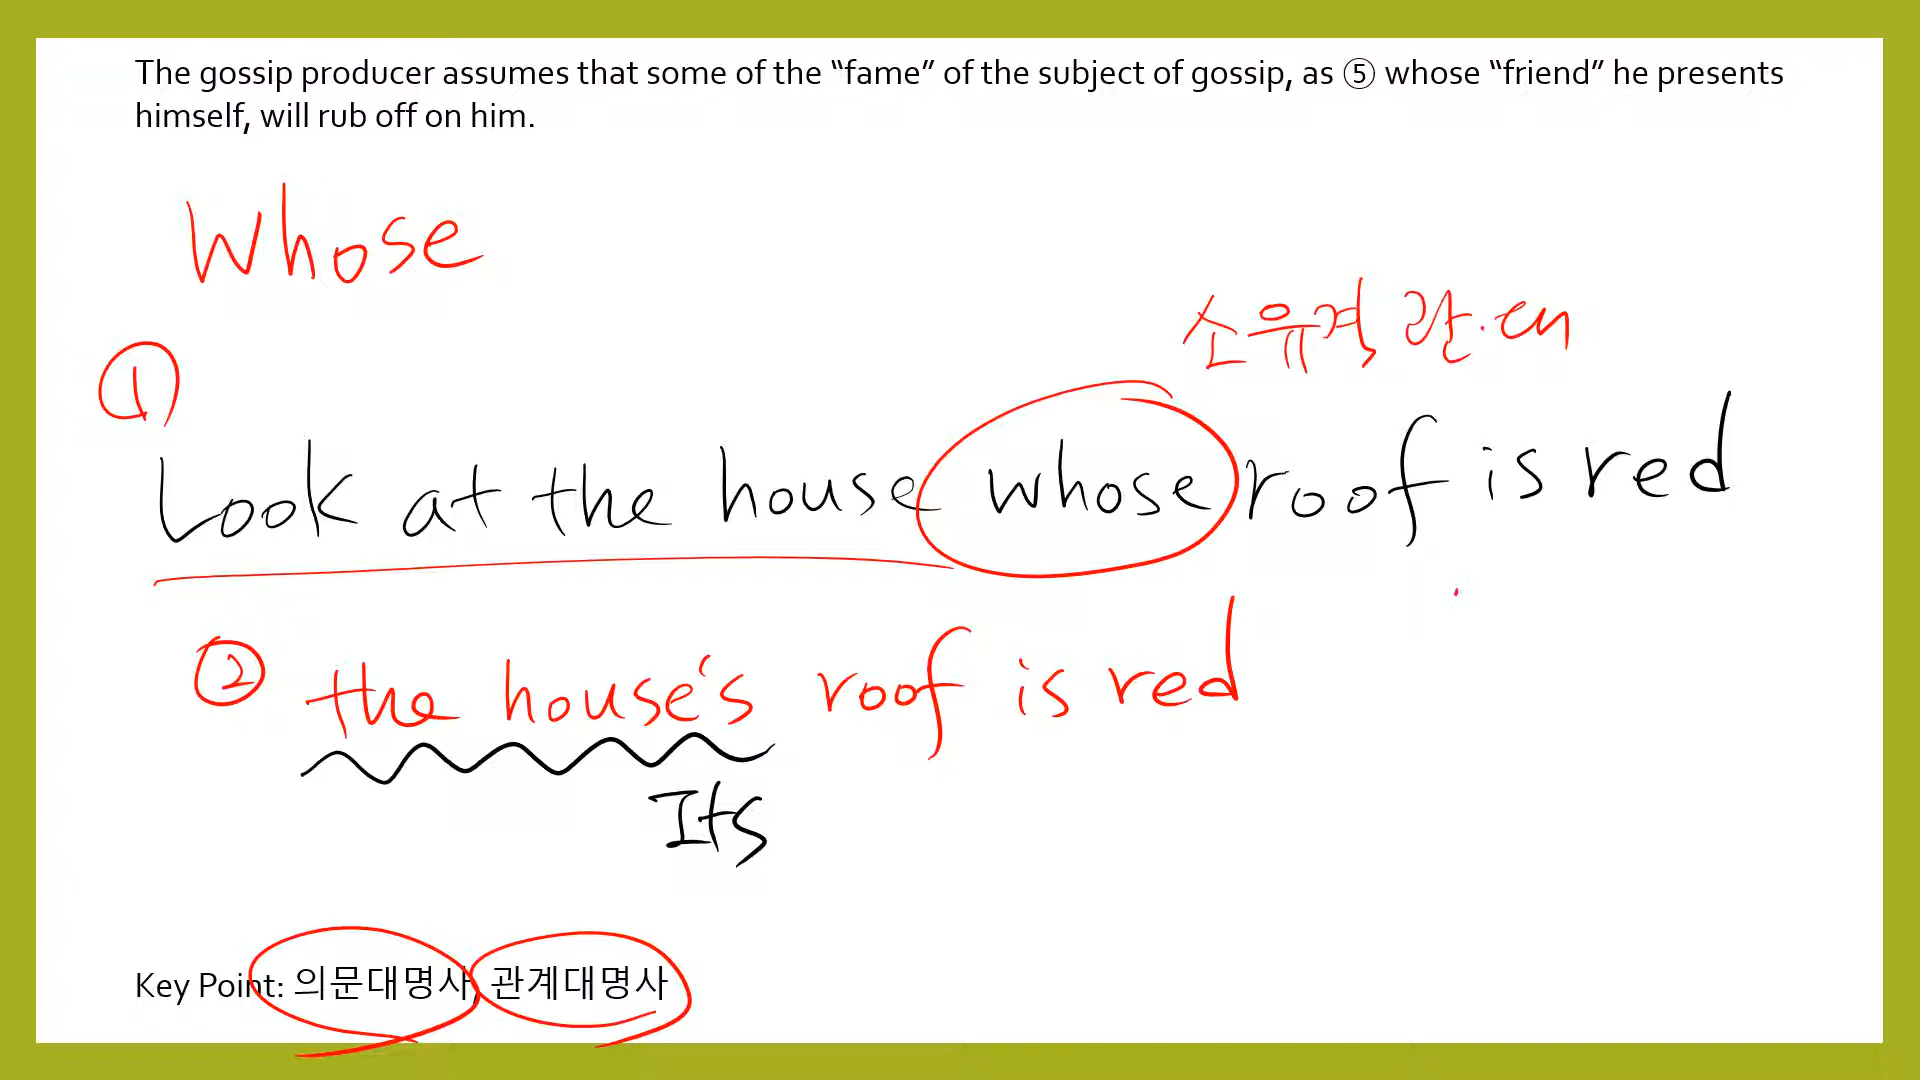 The gossip producer assumes that some of the “fame” of the subject of gossip, as ⑤ whose “friend” he presents
himself, will rub off on him.
Whose
소유격 관.대
①
Look at the house whose roof is red
② the house's roof is red
Its
Key Point: 의문대명사, 관계대명사